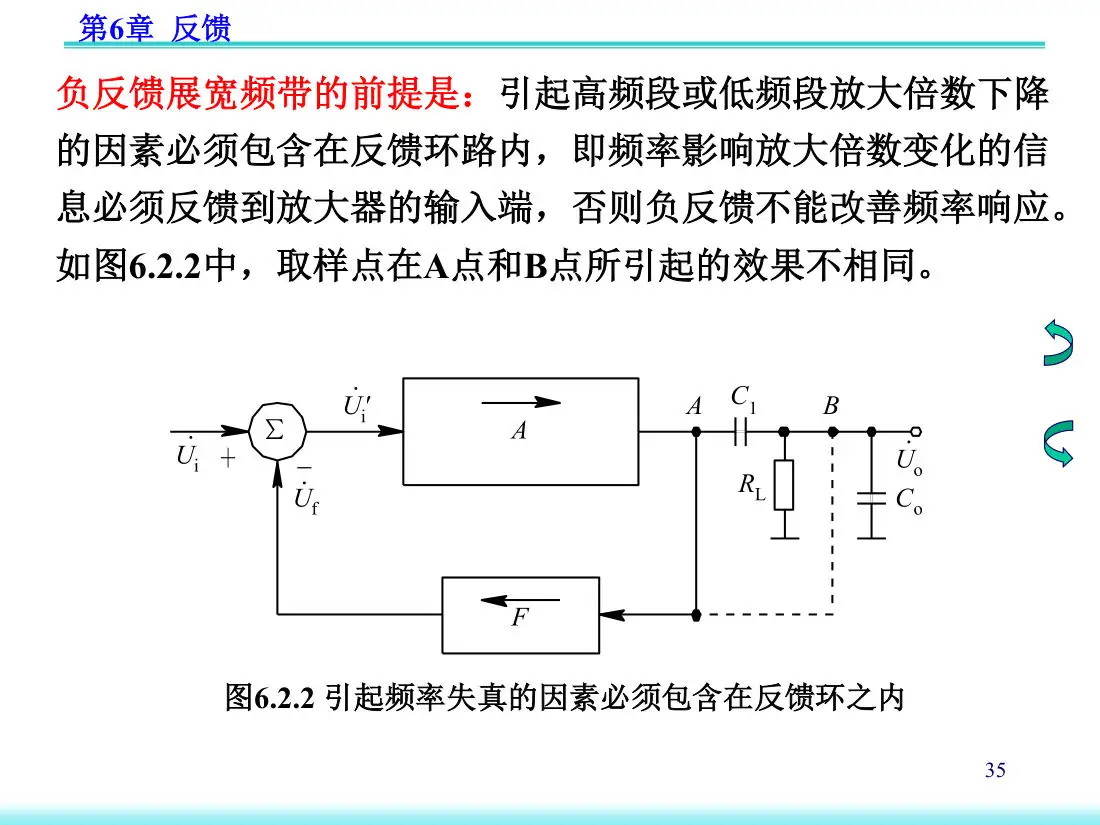 第6章 反馈
负反馈展宽频带的前提是：引起高频段或低频段放大倍数下降
的因素必须包含在反馈环路内，即频率影响放大倍数变化的信
息必须反馈到放大器的输入端，否则负反馈不能改善频率响应。
如图6.2.2中，取样点在A点和B点所引起的效果不相同。
A C₁ B
U̇ᵢ′
Σ A
U̇ᵢ + U̇ₒ
− R_L Cₒ
U̇_f
F
图6.2.2 引起频率失真的因素必须包含在反馈环之内
35